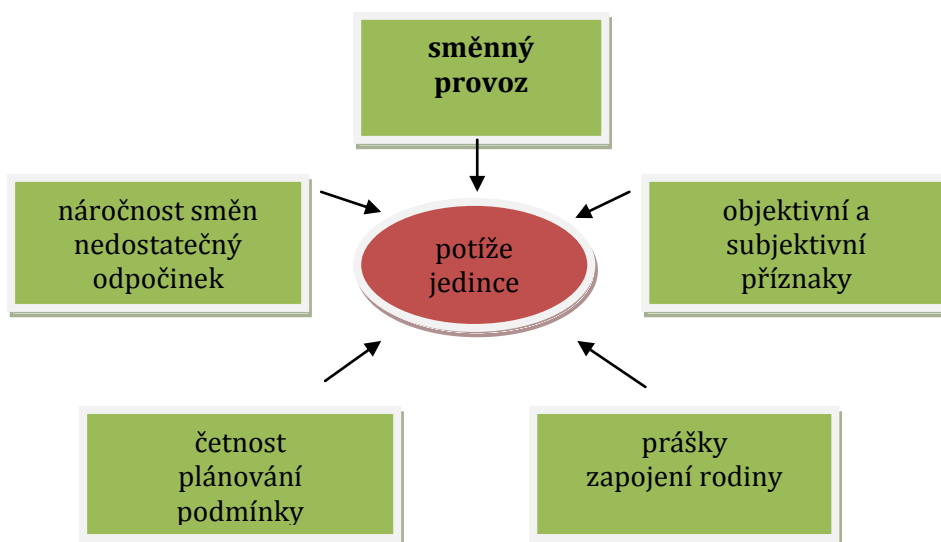 směnný
provoz
náročnost směn
nedostatečný
odpočinek
potíže
jedince
objektivní a
subjektivní
příznaky
četnost
plánování
podmínky
prášky
zapojení rodiny